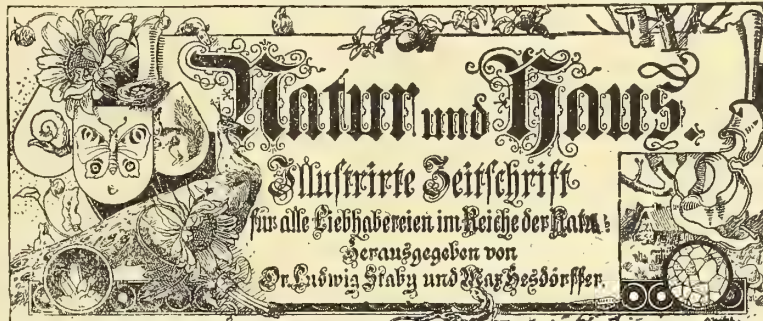 Natur und Haus.
Illustrirte Zeitschrift
für alle Liebhabereien im Reiche der Natur.
Herausgegeben von
Dr. Ludwig Staby und Max Hesdörffer.